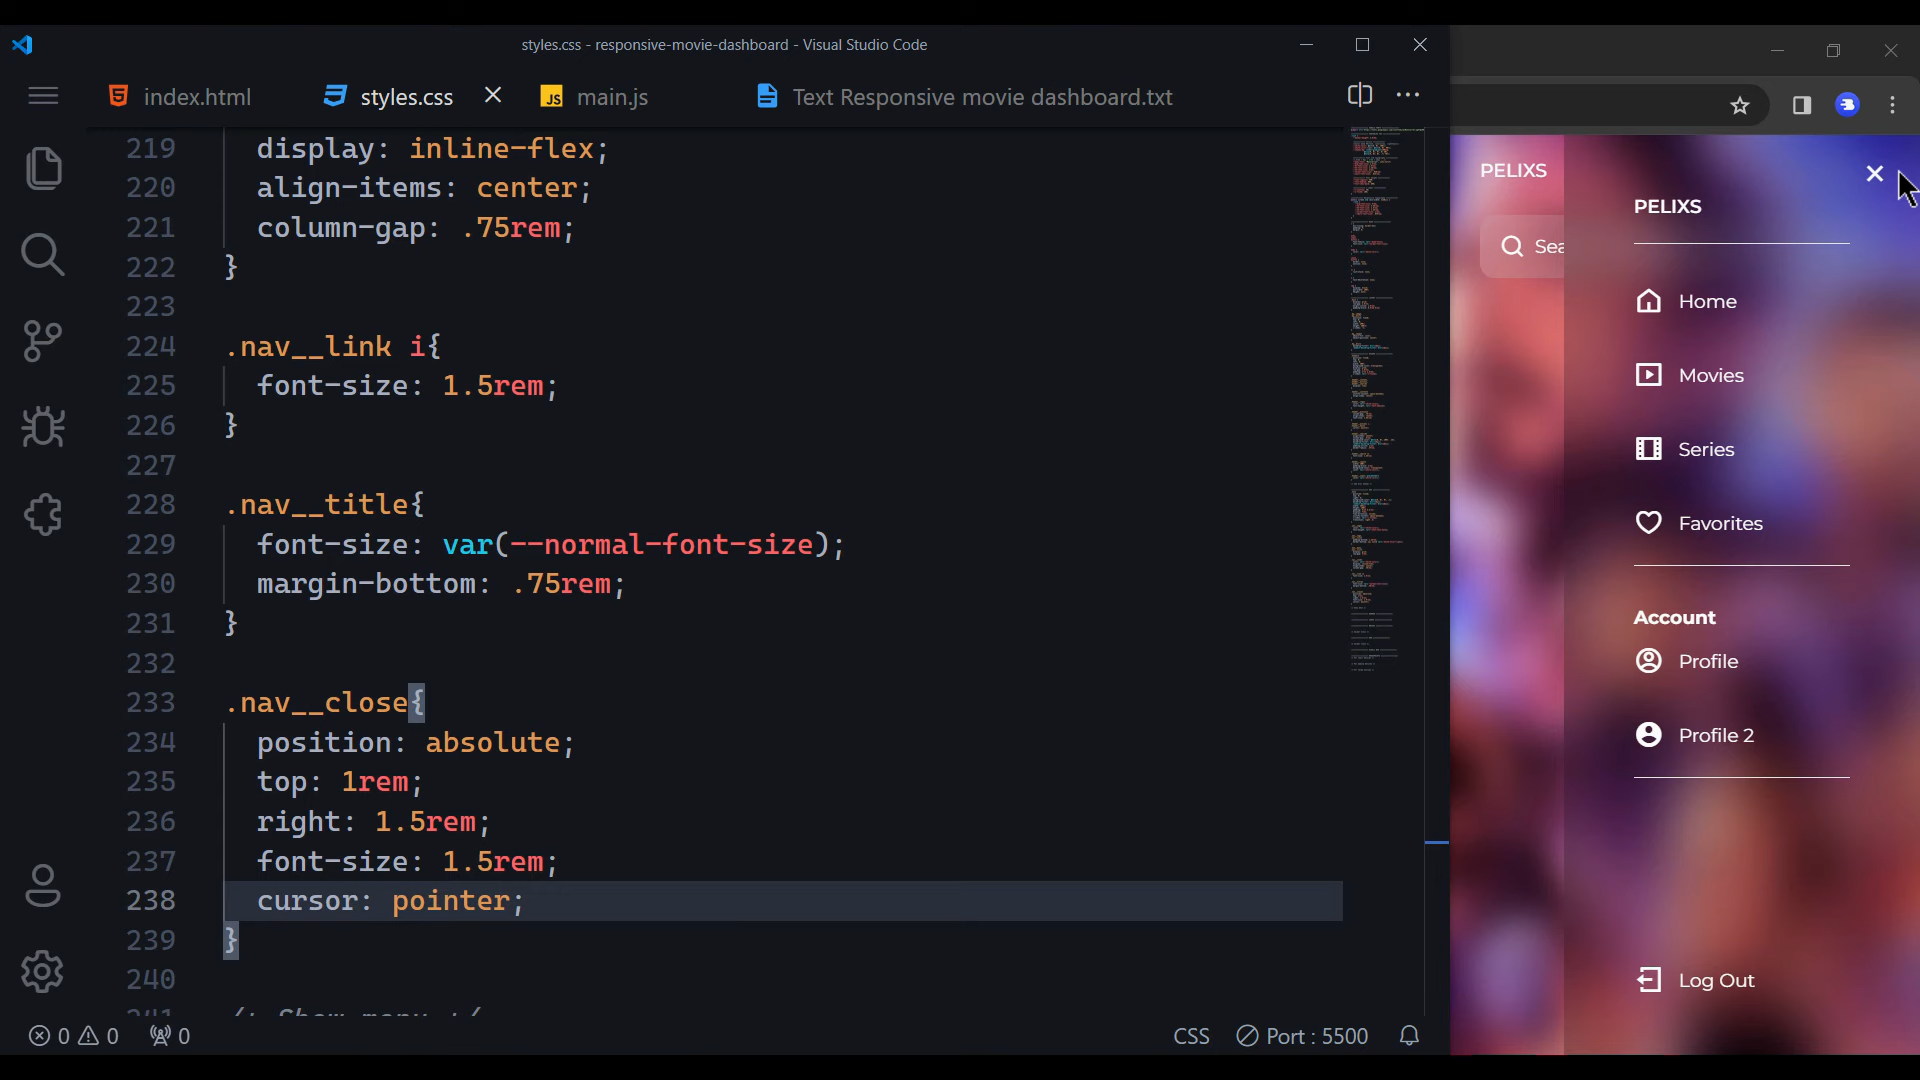 styles.css - responsive-movie-dashboard - Visual Studio Code
index.html
styles.css
JS main.js
Text Responsive movie dashboard.txt
219 display: inline-flex;
220 align-items: center;
221 column-gap: .75rem;
222 }
223
224 .nav__link i{
225 font-size: 1.5rem;
226 }
227
228 .nav__title{
229 font-size: var(--normal-font-size);
230 margin-bottom: .75rem;
231 }
232
233 .nav__close{
234 position: absolute;
235 top: 1rem;
236 right: 1.5rem;
237 font-size: 1.5rem;
238 cursor: pointer;
239 }
240
241 /* Show menu */
0 0 0
CSS
Port : 5500
PELIXS
Sea
PELIXS
Home
Movies
Series
Favorites
Account
Profile
Profile 2
Log Out